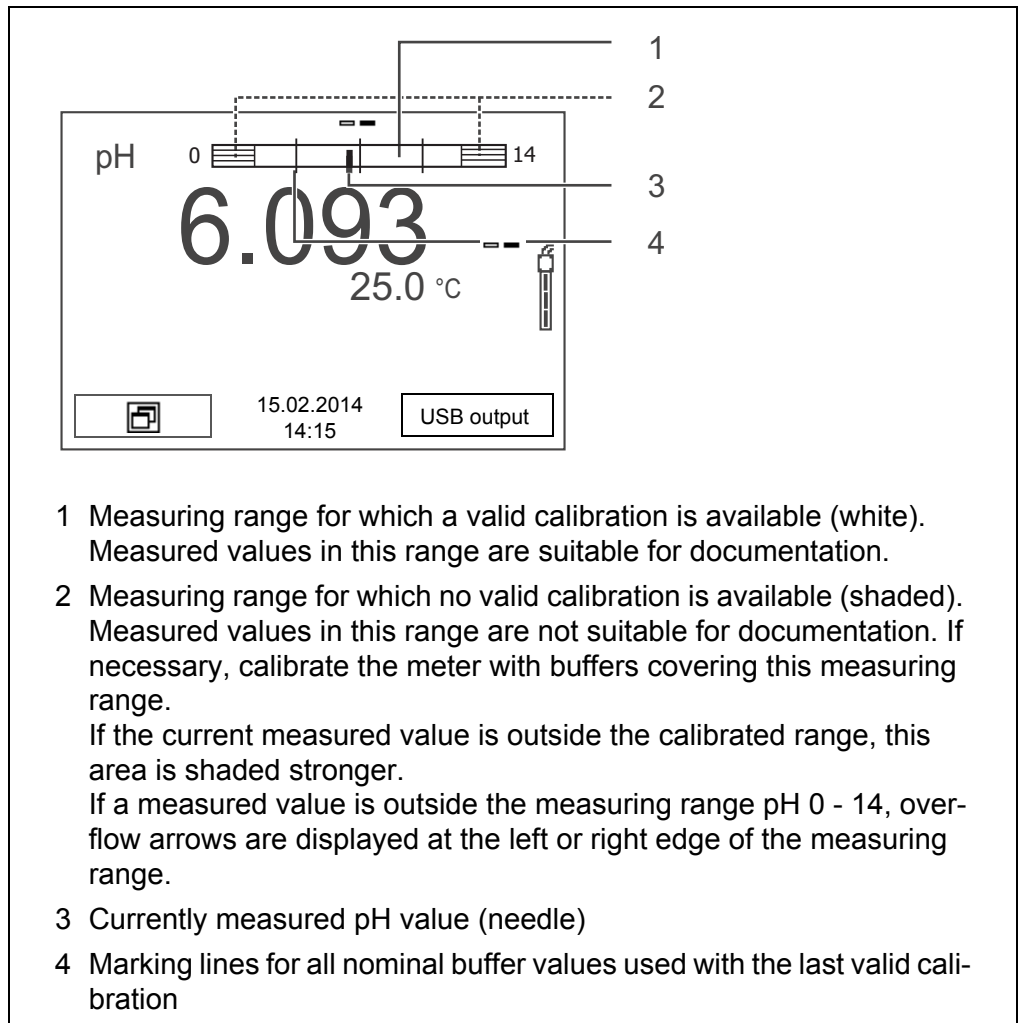 1
2
pH 0 14
3
6.093
4
25.0 °C
15.02.2014
14:15
USB output
1 Measuring range for which a valid calibration is available (white).
Measured values in this range are suitable for documentation.
2 Measuring range for which no valid calibration is available (shaded).
Measured values in this range are not suitable for documentation. If
necessary, calibrate the meter with buffers covering this measuring
range.
If the current measured value is outside the calibrated range, this
area is shaded stronger.
If a measured value is outside the measuring range pH 0 - 14, over-
flow arrows are displayed at the left or right edge of the measuring
range.
3 Currently measured pH value (needle)
4 Marking lines for all nominal buffer values used with the last valid cali-
bration